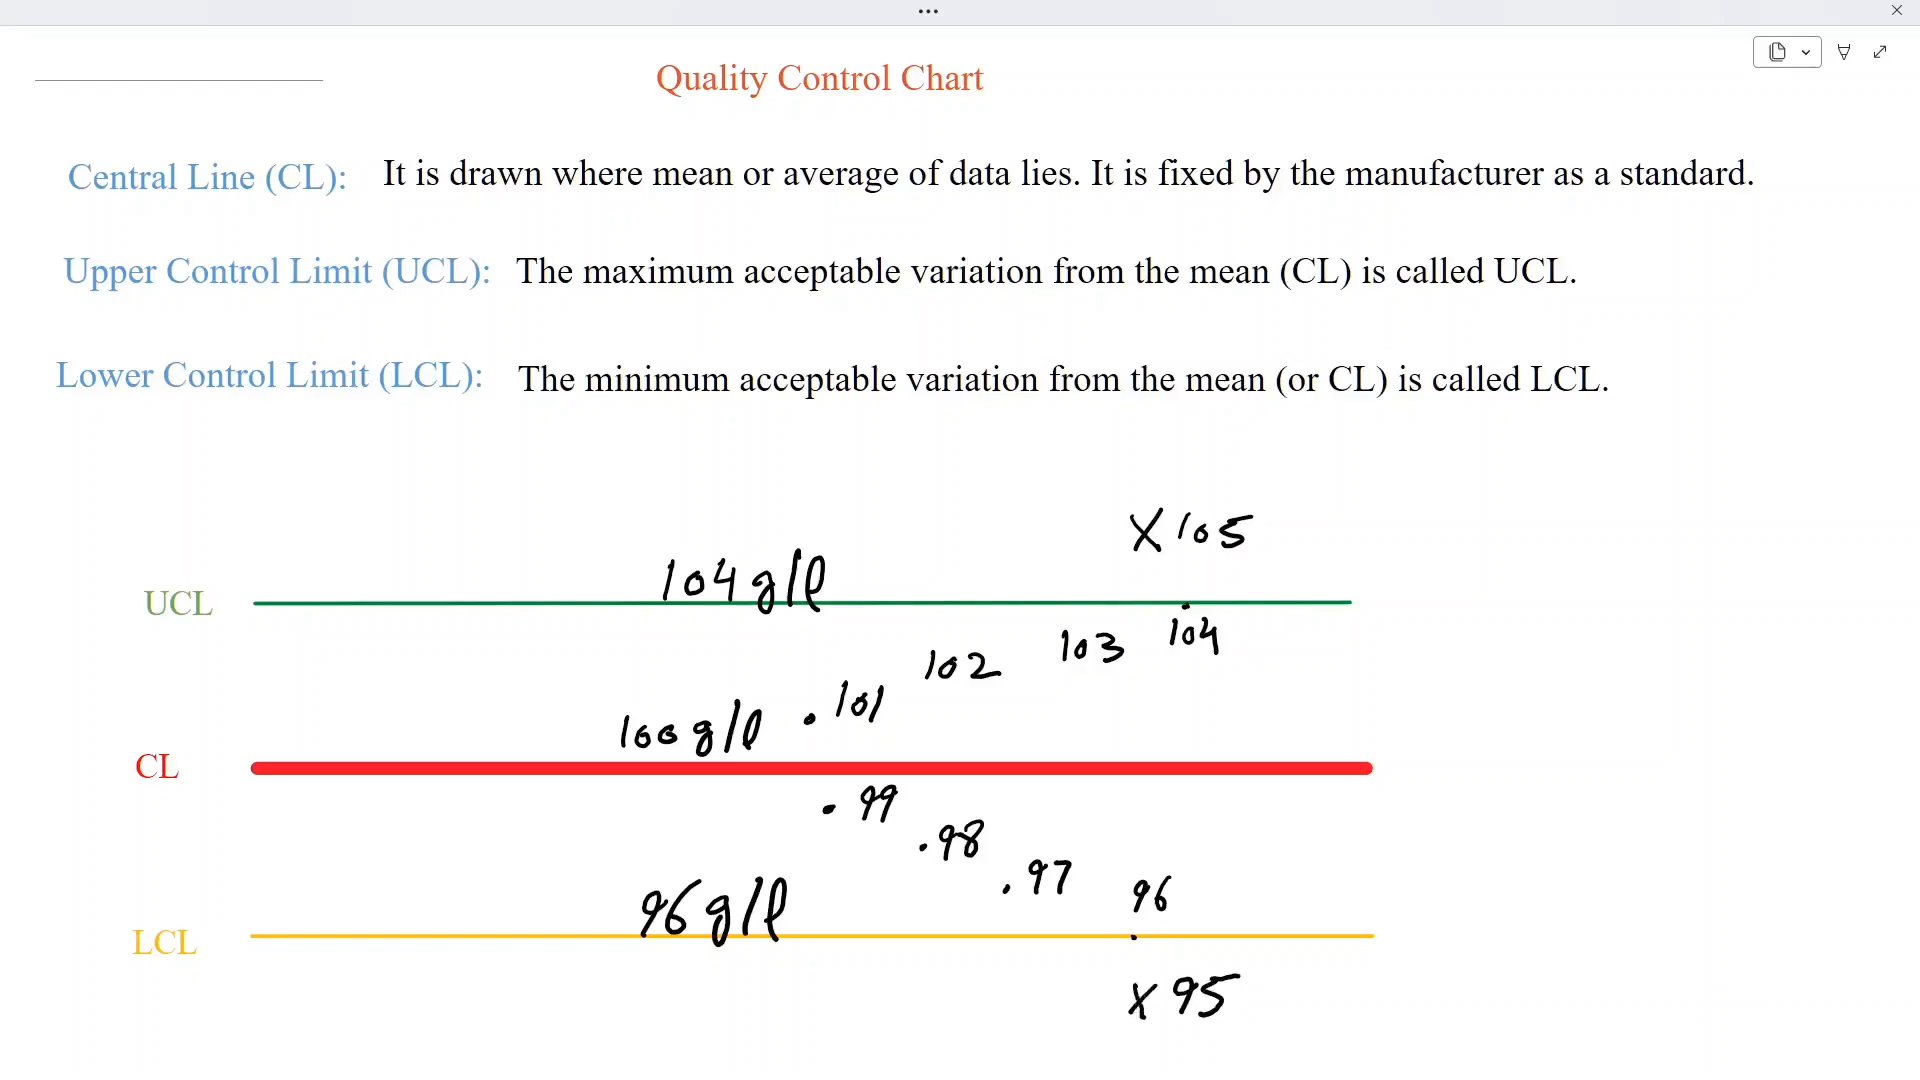 Quality Control Chart
Central Line (CL): It is drawn where mean or average of data lies. It is fixed by the manufacturer as a standard.
Upper Control Limit (UCL): The maximum acceptable variation from the mean (CL) is called UCL.
Lower Control Limit (LCL): The minimum acceptable variation from the mean (or CL) is called LCL.
X 105
104 g/l
UCL
104
103
102
. 101
100 g/l
CL
. 99
. 98
. 97
96
96 g/l
LCL
X 95